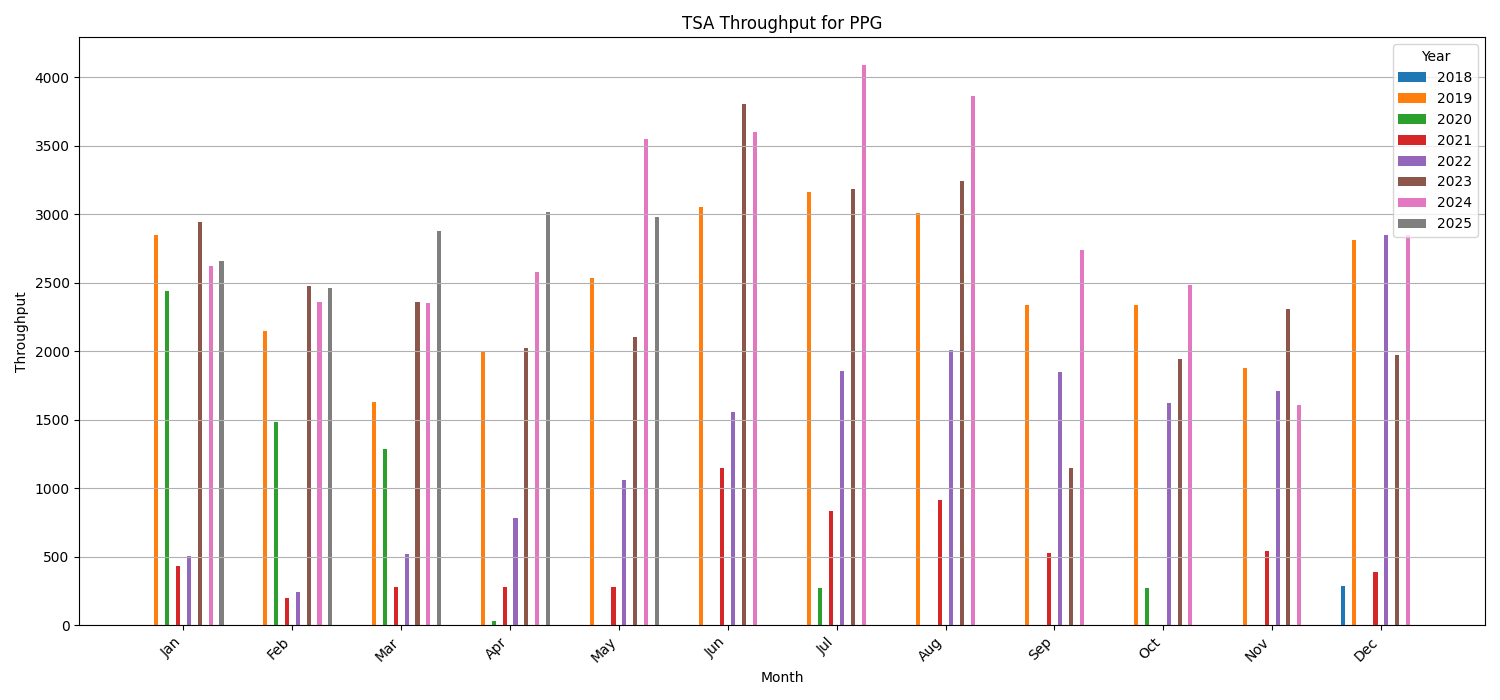 TSA Throughput for PPG
Year
2018
2019
2020
2021
2022
2023
2024
2025
Throughput
4000
3500
3000
2500
2000
1500
1000
500
0
Jan
Feb
Mar
Apr
May
Jun
Jul
Aug
Sep
Oct
Nov
Dec
Month